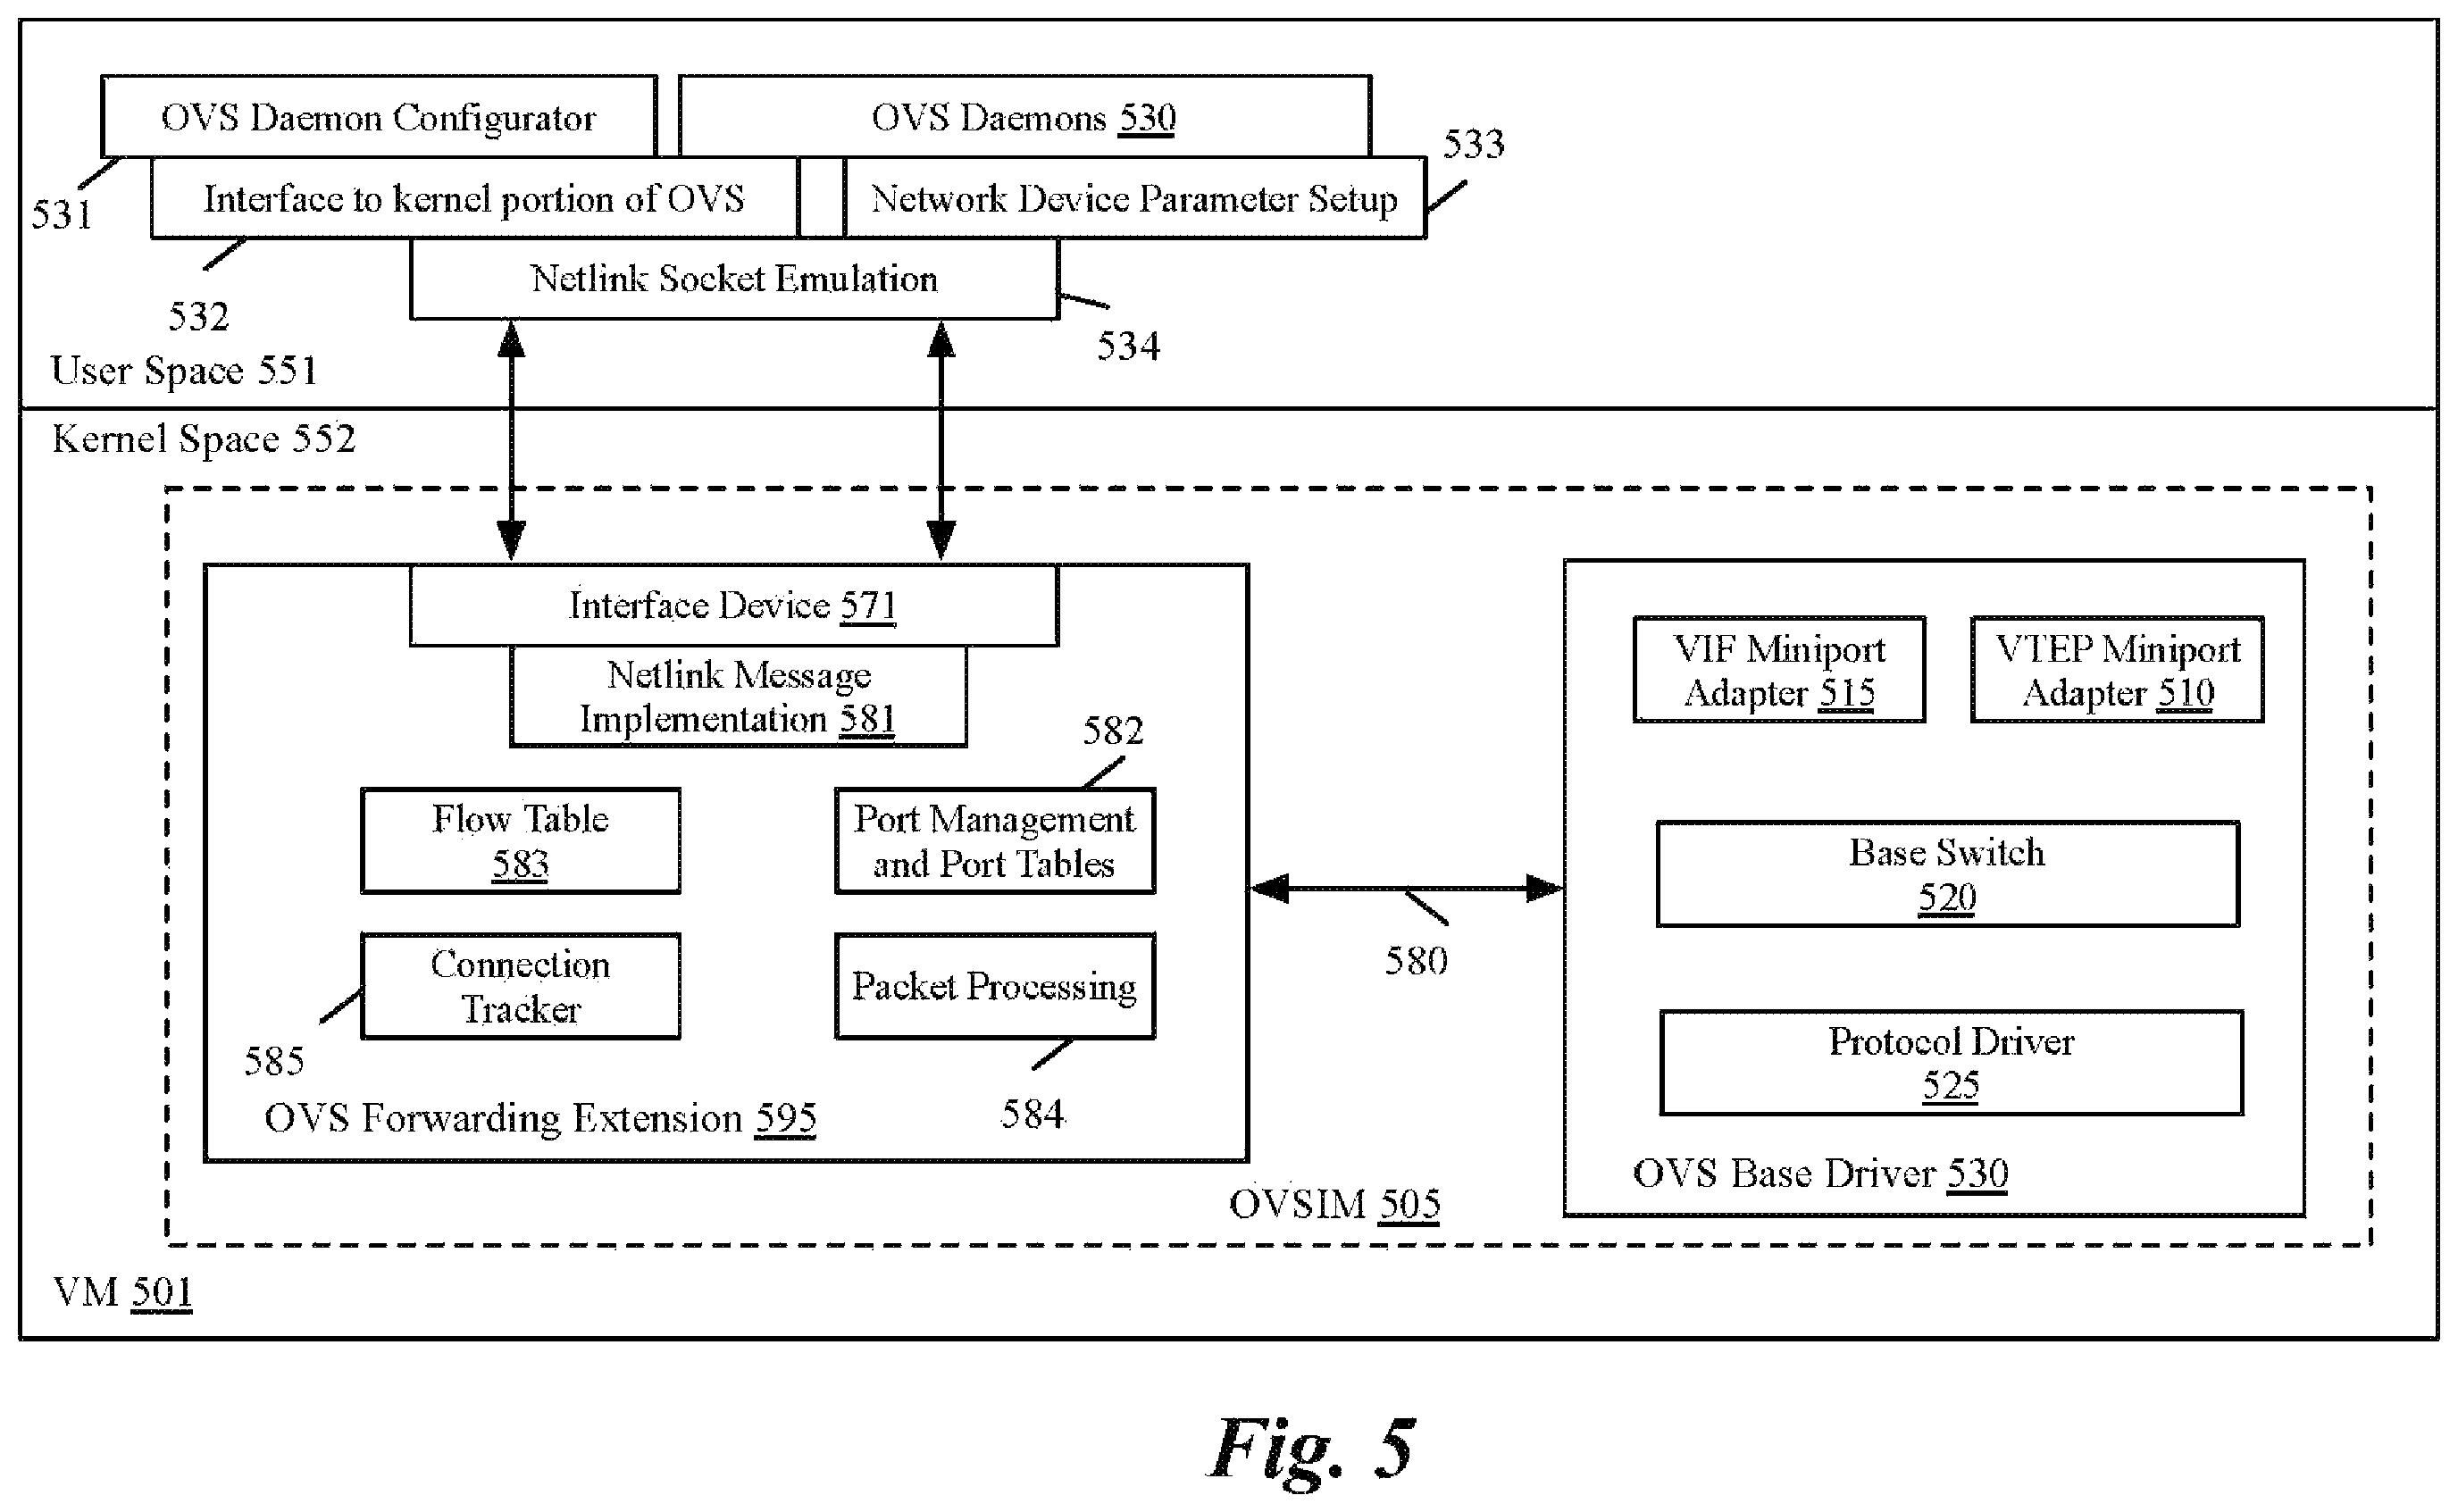 OVS Daemon Configurator
OVS Daemons 530
533
531
Interface to kernel portion of OVS
Network Device Parameter Setup
532
Netlink Socket Emulation
534
User Space 551
Kernel Space 552
Interface Device 571
Netlink Message
Implementation 581
582
Flow Table
583
Port Management
and Port Tables
Connection
Tracker
585
Packet Processing
584
OVS Forwarding Extension 595
580
VIF Miniport
Adapter 515
VTEP Miniport
Adapter 510
Base Switch
520
Protocol Driver
525
OVS Base Driver 530
OVSIM 505
VM 501
Fig. 5